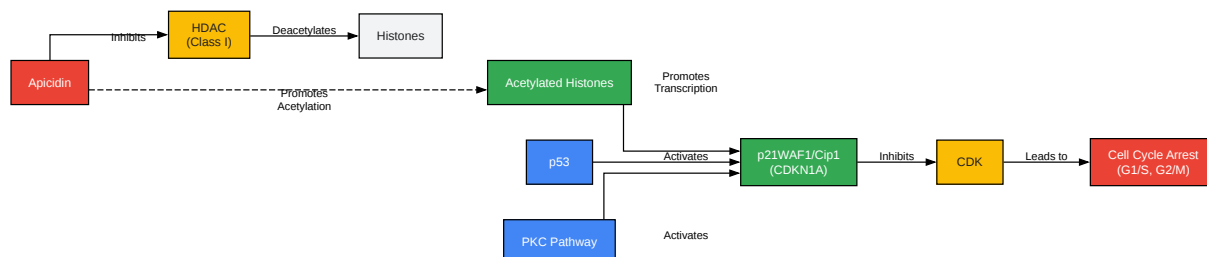 HDAC
(Class I)
Inhibits
Deacetylates
Histones
Apicidin
Promotes
Acetylation
Acetylated Histones
Promotes
Transcription
p53
Activates
p21WAF1/Cip1
(CDKN1A)
Inhibits
CDK
Leads to
Cell Cycle Arrest
(G1/S, G2/M)
PKC Pathway
Activates